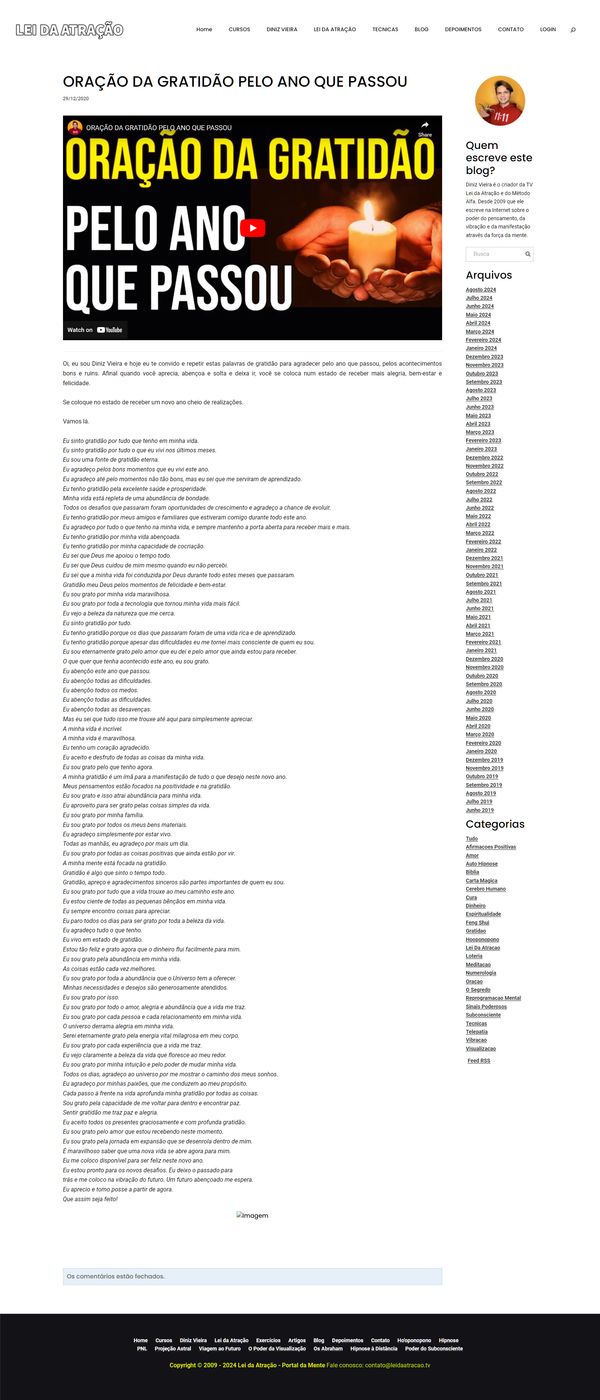 LEI DA ATRAÇÃO
Home CURSOS DINIZ VIEIRA LEI DA ATRAÇÃO TECNICAS BLOG DEPOIMENTOS CONTATO LOGIN
ORAÇÃO DA GRATIDÃO PELO ANO QUE PASSOU
29/12/2020
ORAÇÃO DA GRATIDÃO PELO ANO QUE PASSOU
Share
ORAÇÃO DA GRATIDÃO
PELO ANO
QUE PASSOU
Watch on YouTube
Oi, eu sou Diniz Vieira e hoje eu te convido e repetir estas palavras de gratidão para agradecer pelo ano que passou, pelos acontecimentos
bons e ruins. Afinal quando você aprecia, abençoa e solta e deixa ir, você se coloca num estado de receber mais alegria, bem-estar e
felicidade.
Se coloque no estado de receber um novo ano cheio de realizações.
Vamos lá.
Eu sinto gratidão por tudo que tenho em minha vida.
Eu sinto gratidão por tudo o que eu vivi nos últimos meses.
Eu sou uma fonte de gratidão eterna.
Eu agradeço pelos bons momentos que eu vivi este ano.
Eu agradeço até pelo momentos não tão bons, mas eu sei que me serviram de aprendizado.
Eu tenho gratidão pela excelente saúde e prosperidade.
Minha vida está repleta de uma abundância de bondade.
Todos os desafios que passaram foram oportunidades de crescimento e agradeço a chance de evoluir.
Eu tenho gratidão por meus amigos e familiares que estiveram comigo durante todo este ano.
Eu agradeço por tudo o que tenho na minha vida, e sempre mantenho a porta aberta para receber mais e mais.
Eu tenho gratidão por minha vida abençoada.
Eu tenho gratidão por minha capacidade de cocriação.
Eu sei que Deus me apoiou o tempo todo.
Eu sei que Deus cuidou de mim mesmo quando eu não percebi.
Eu sei que a minha vida foi conduzida por Deus durante todo estes meses que passaram.
Gratidão meu Deus pelos momentos de felicidade e bem-estar.
Eu sou grato por minha vida maravilhosa.
Eu sou grato por toda a tecnologia que tornou minha vida mais fácil.
Eu vejo a beleza da natureza que me cerca.
Eu sinto gratidão por tudo.
Eu tenho gratidão porque os dias que passaram foram de uma vida rica e de aprendizado.
Eu tenho gratidão porque apesar das dificuldades eu me tornei mais consciente de quem eu sou.
Eu sou eternamente grato pelo amor que eu dei e pelo amor que ainda estou para receber.
O que quer que tenha acontecido este ano, eu sou grato.
Eu abenção este ano que passou.
Eu abenção todas as dificuldades.
Eu abenção todos os medos.
Eu abenção todas as dificuldades.
Eu abenção todas as desavenças.
Mas eu sei que tudo isso me trouxe até aqui para simplesmente apreciar.
A minha vida é incrível.
A minha vida é maravilhosa.
Eu tenho um coração agradecido.
Eu aceito e desfruto de todas as coisas da minha vida.
Eu sou grato pelo que tenho agora.
A minha gratidão é um ímã para a manifestação de tudo o que desejo neste novo ano.
Meus pensamentos estão focados na positividade e na gratidão.
Eu sou grato e isso atrai abundância para minha vida.
Eu aproveito para ser grato pelas coisas simples da vida.
Eu sou grato por minha família.
Eu sou grato por todos os meus bens materiais.
Eu agradeço simplesmente por estar vivo.
Todas as manhãs, eu agradeço por mais um dia.
Eu sou grato por todas as coisas positivas que ainda estão por vir.
A minha mente está focada na gratidão.
Gratidão é algo que sinto o tempo todo.
Gratidão, apreço e agradecimentos sinceros são partes importantes de quem eu sou.
Eu sou grato por tudo que a vida trouxe ao meu caminho este ano.
Eu estou ciente de todas as pequenas bênçãos em minha vida.
Eu sempre encontro coisas para apreciar.
Eu paro todos os dias para ser grato por toda a beleza da vida.
Eu agradeço tudo o que tenho.
Eu vivo em estado de gratidão.
Estou tão feliz e grato agora que o dinheiro flui facilmente para mim.
Eu sou grato pela abundância em minha vida.
As coisas estão cada vez melhores.
Eu sou grato por toda a abundância que o Universo tem a oferecer.
Minhas necessidades e desejos são generosamente atendidos.
Eu sou grato por isso.
Eu sou grato por todo o amor, alegria e abundância que a vida me traz.
Eu sou grato por cada pessoa e cada relacionamento em minha vida.
O universo derrama alegria em minha vida.
Serei eternamente grato pela energia vital milagrosa em meu corpo.
Eu sou grato por cada experiência que a vida me traz.
Eu vejo claramente a beleza da vida que floresce ao meu redor.
Eu sou grato por minha intuição e pelo poder de mudar minha vida.
Todos os dias, agradeço ao universo por me mostrar o caminho dos meus sonhos.
Eu agradeço por minhas paixões, que me conduzem ao meu propósito.
Cada passo à frente na vida aprofunda minha gratidão por todas as coisas.
Sou grato pela capacidade de me voltar para dentro e encontrar paz.
Sentir gratidão me traz paz e alegria.
Eu aceito todos os presentes graciosamente e com profunda gratidão.
Eu sou grato pelo amor que estou recebendo neste momento.
Eu sou grato pela jornada em expansão que se desenrola dentro de mim.
É maravilhoso saber que uma nova vida se abre agora para mim.
Eu me coloco disponível para ser feliz neste novo ano.
Eu estou pronto para os novos desafios. Eu deixo o passado para
trás e me coloco na vibração do futuro. Um futuro abençoado me espera.
Eu aprecio e tomo posse a partir de agora.
Que assim seja feito!
Imagem
Os comentários estão fechados.
11:11
Quem
escreve este
blog?
Diniz Vieira é o criador da TV
Lei da Atração e do Método
Alfa. Desde 2009 que ele
escreve na Internet sobre o
poder do pensamento, da
vibração e da manifestação
através da força da mente.
Busca
Arquivos
Agosto 2024
Julho 2024
Junho 2024
Maio 2024
Abril 2024
Março 2024
Fevereiro 2024
Janeiro 2024
Dezembro 2023
Novembro 2023
Outubro 2023
Setembro 2023
Agosto 2023
Julho 2023
Junho 2023
Maio 2023
Abril 2023
Março 2023
Fevereiro 2023
Janeiro 2023
Dezembro 2022
Novembro 2022
Outubro 2022
Setembro 2022
Agosto 2022
Julho 2022
Junho 2022
Maio 2022
Abril 2022
Março 2022
Fevereiro 2022
Janeiro 2022
Dezembro 2021
Novembro 2021
Outubro 2021
Setembro 2021
Agosto 2021
Julho 2021
Junho 2021
Maio 2021
Abril 2021
Março 2021
Fevereiro 2021
Janeiro 2021
Dezembro 2020
Novembro 2020
Outubro 2020
Setembro 2020
Agosto 2020
Julho 2020
Junho 2020
Maio 2020
Abril 2020
Março 2020
Fevereiro 2020
Janeiro 2020
Dezembro 2019
Novembro 2019
Outubro 2019
Setembro 2019
Agosto 2019
Julho 2019
Junho 2019
Categorias
Tudo
Afirmacoes Positivas
Amor
Auto Hipnose
Biblia
Carta Magica
Cerebro Humano
Cura
Dinheiro
Espiritualidade
Feng Shui
Gratidao
Hooponopono
Lei Da Atracao
Loteria
Meditacao
Numerologia
Oraçao
O Segredo
Reprogramacao Mental
Sinais Poderosos
Subconsciente
Tecnicas
Telepatia
Vibracao
Visualizacao
Feed RSS
Home Cursos Diniz Vieira Lei da Atração Exercícios Artigos Blog Depoimentos Contato Ho'oponopono Hipnose
PNL Projeção Astral Viagem ao Futuro O Poder da Visualização Os Abraham Hipnose à Distância Poder do Subconsciente
Copyright © 2009 - 2024 Lei da Atração - Portal da Mente Fale conosco: contato@leidaatracao.tv